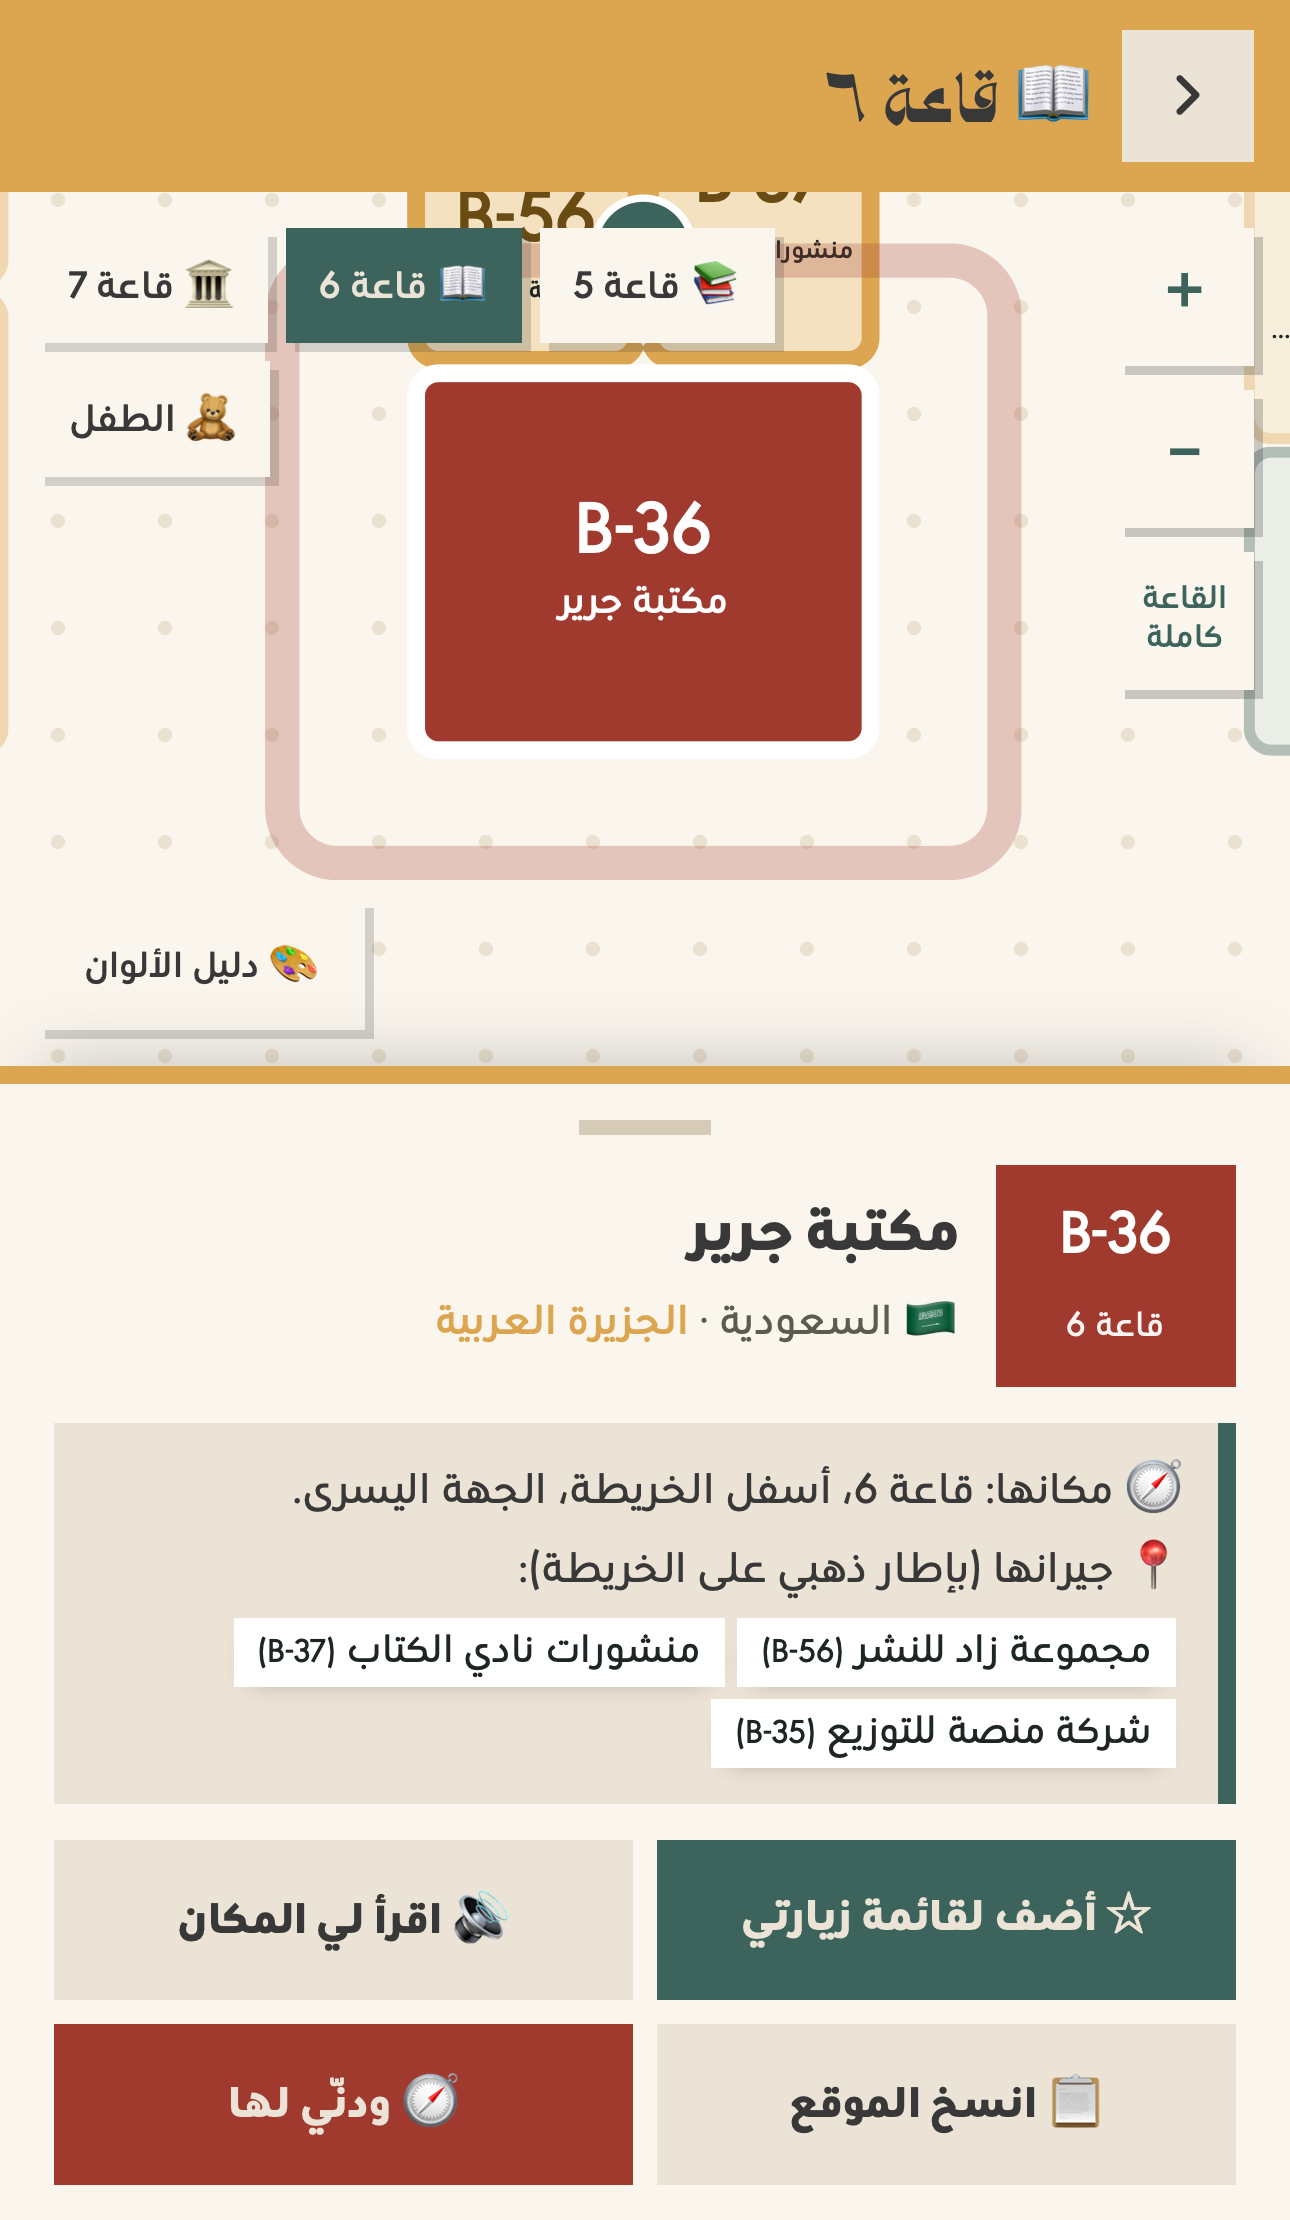 قاعة ٦
B-56
منشورا
قاعة 5
قاعة 6
قاعة 7
الطفل
+
−
القاعة
كاملة
B-36
مكتبة جرير
دليل الألوان
B-36
قاعة 6
مكتبة جرير
السعودية · الجزيرة العربية
مكانها: قاعة 6، أسفل الخريطة، الجهة اليسرى.
جيرانها (بإطار ذهبي على الخريطة):
مجموعة زاد للنشر (B-56)
منشورات نادي الكتاب (B-37)
شركة منصة للتوزيع (B-35)
☆ أضف لقائمة زيارتي
اقرأ لي المكان
انسخ الموقع
ودنّي لها